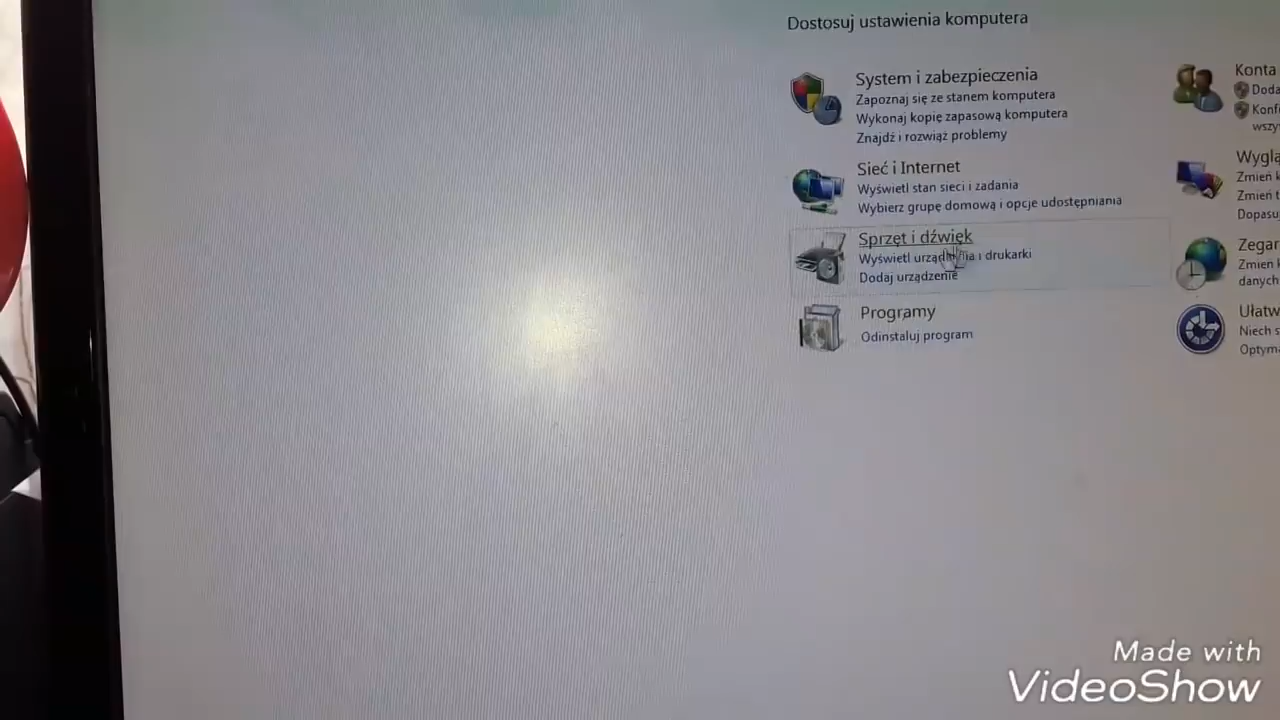 Dostosuj ustawienia komputera
System i zabezpieczenia
Zapoznaj się ze stanem komputera
Wykonaj kopię zapasową komputera
Znajdź i rozwiąż problemy
Sieć i Internet
Wyświetl stan sieci i zadania
Wybierz grupę domową i opcje udostępniania
Sprzęt i dźwięk
Wyświetl i drukarki
Dodaj urządzenie
Programy
Odinstaluj program
Konta
Doda
Konfi
wszy
Wyglą
Zmień k
Zmień t
Dopasu
Zegar
Zmień k
danych
Ułatw
Niech s
Optyma
Made with
VideoShow